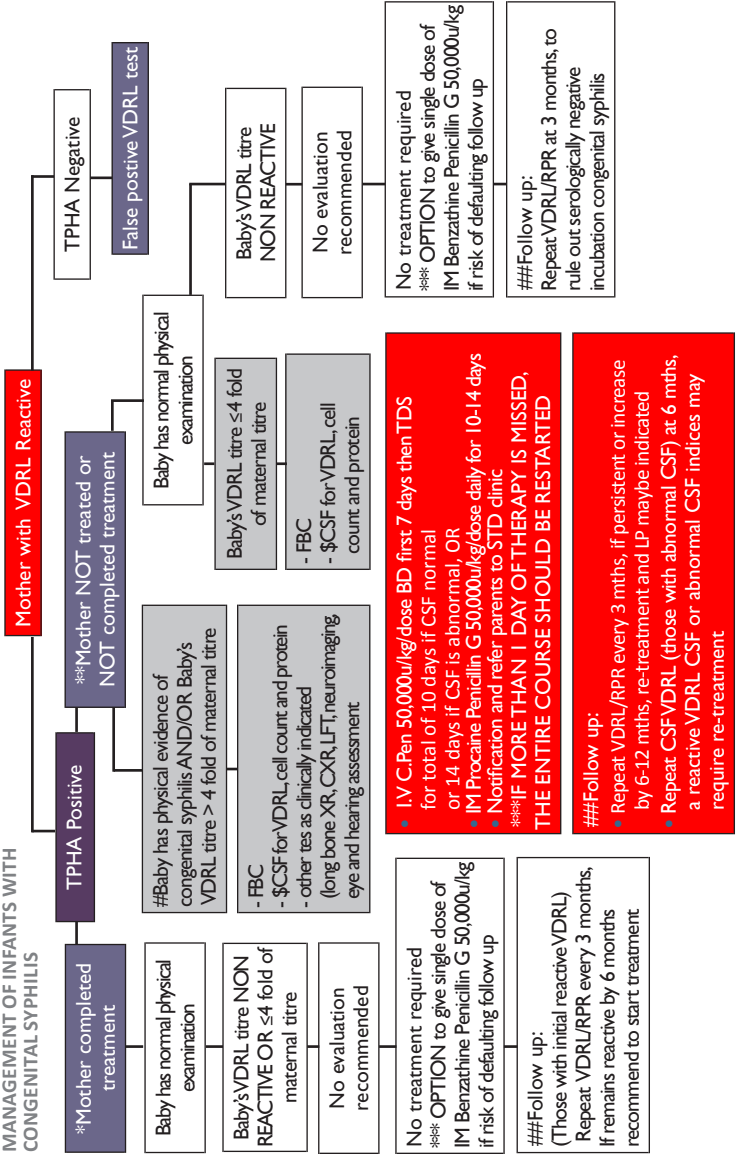 MANAGEMENT OF INFANTS WITH
CONGENITAL SYPHILIS
Mother with VDRL Reactive
TPHA Positive
TPHA Negative
False postive VDRL test
*Mother completed
treatment
**Mother NOT treated or
NOT completed treatment
Baby has normal physical
examination
Baby's VDRL titre NON
REACTIVE OR ≤4 fold of
maternal titre
No evaluation
recommended
No treatment required
*** OPTION to give single dose of
IM Benzathine Penicillin G 50,000u/kg
if risk of defaulting follow up
###Follow up:
(Those with initial reactive VDRL)
Repeat VDRL/RPR every 3 months,
If remains reactive by 6 months
recommend to start treatment
#Baby has physical evidence of
congenital syphilis AND/OR Baby's
VDRL titre > 4 fold of maternal titre
- FBC
- $CSF for VDRL, cell count and protein
- other tes as clinically indicated
(long bone XR, CXR, LFT, neuroimaging,
eye and hearing assessment
Baby has normal physical
examination
Baby's VDRL titre ≤4 fold
of maternal titre
- FBC
- $CSF for VDRL, cell
count and protein
Baby's VDRL titre
NON REACTIVE
No evaluation
recommended
No treatment required
*** OPTION to give single dose of
IM Benzathine Penicillin G 50,000u/kg
if risk of defaulting follow up
###Follow up:
Repeat VDRL/RPR at 3 months, to
rule out serologically negative
incubation congenital syphilis
• I.V C.Pen 50,000u/kg/dose BD first 7 days then TDS
for total of 10 days if CSF normal
or 14 days if CSF is abnormal, OR
• IM Procaine Penicillin G 50,000u/kg/dose daily for 10-14 days
• Notification and refer parents to STD clinic
***IF MORE THAN 1 DAY OF THERAPY IS MISSED,
THE ENTIRE COURSE SHOULD BE RESTARTED
###Follow up:
• Repeat VDRL/RPR every 3 mths, if persistent or increase
by 6-12 mths, re-treatment and LP maybe indicated
• Repeat CSF VDRL (those with abnormal CSF) at 6 mths,
a reactive VDRL CSF or abnormal CSF indices may
require re-treatment